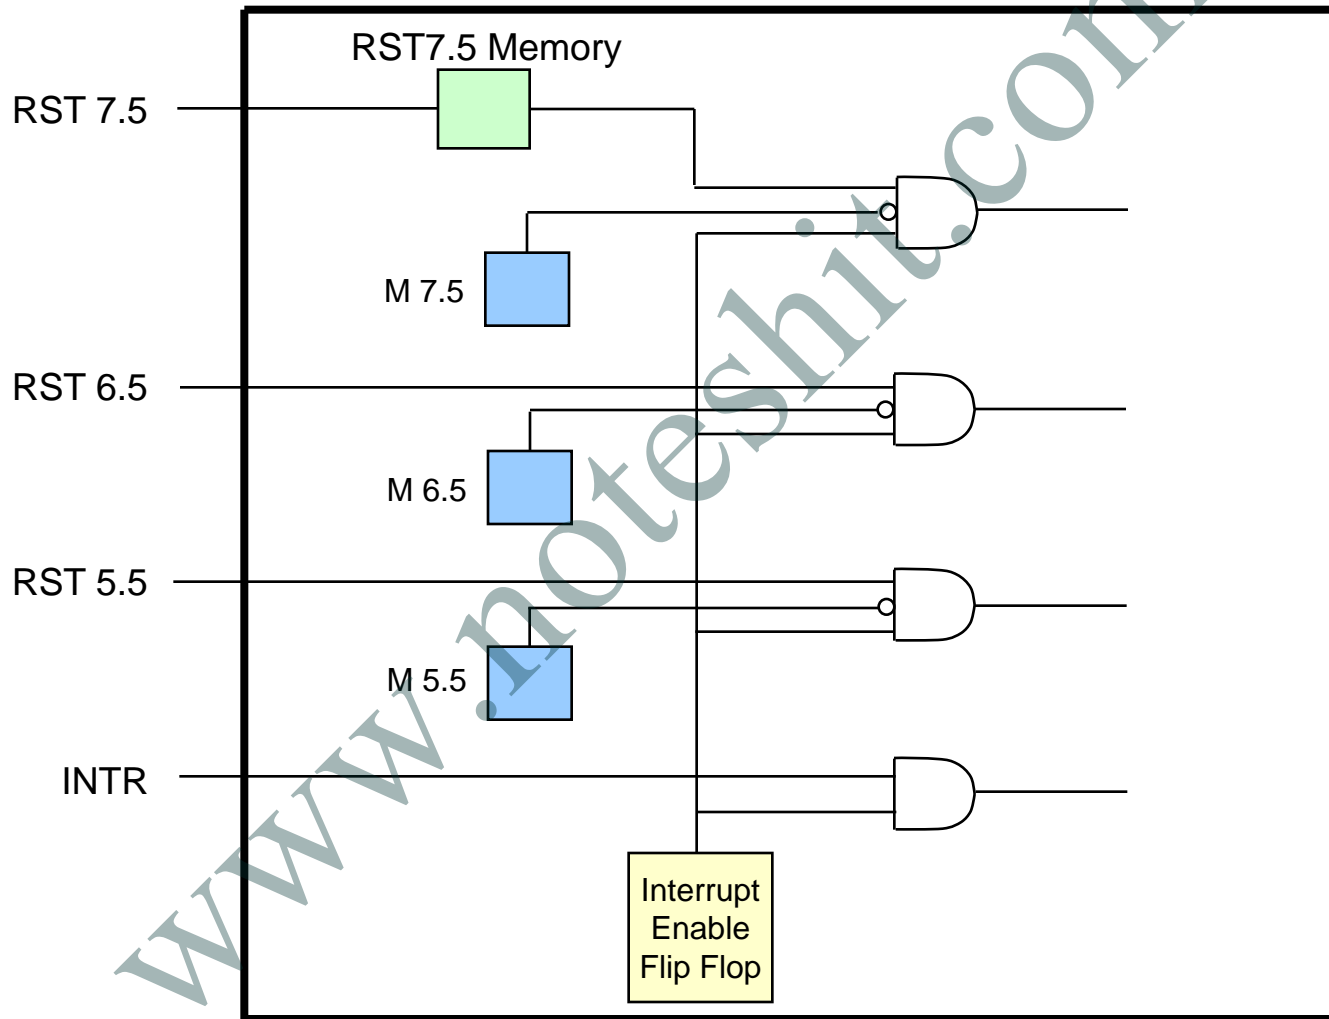 RST7.5 Memory
RST 7.5
M 7.5
RST 6.5
M 6.5
RST 5.5
M 5.5
INTR
Interrupt
Enable
Flip Flop
www.noteshit.com